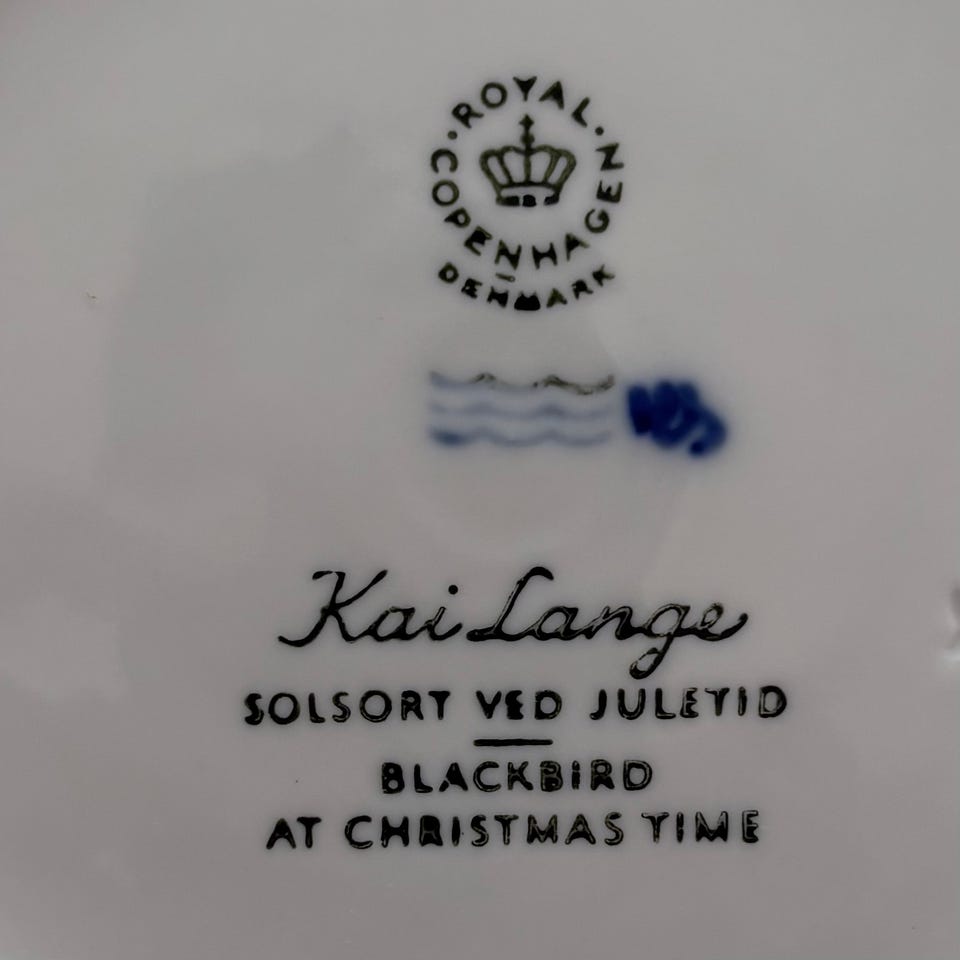 ROYAL · COPENHAGEN ·
DENMARK
Kai Lange
SOLSORT VED JULETID
BLACKBIRD
AT CHRISTMAS TIME